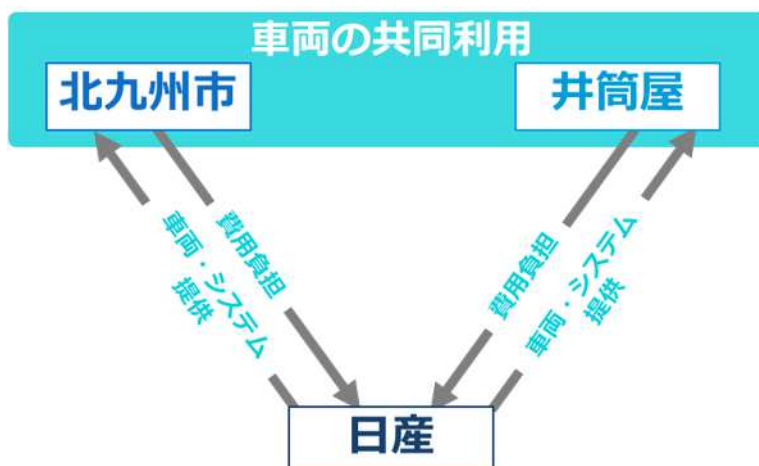 車両の共同利用
北九州市
井筒屋
費用負担
車両・システム
提供
費用負担
車両・システム
提供
日産